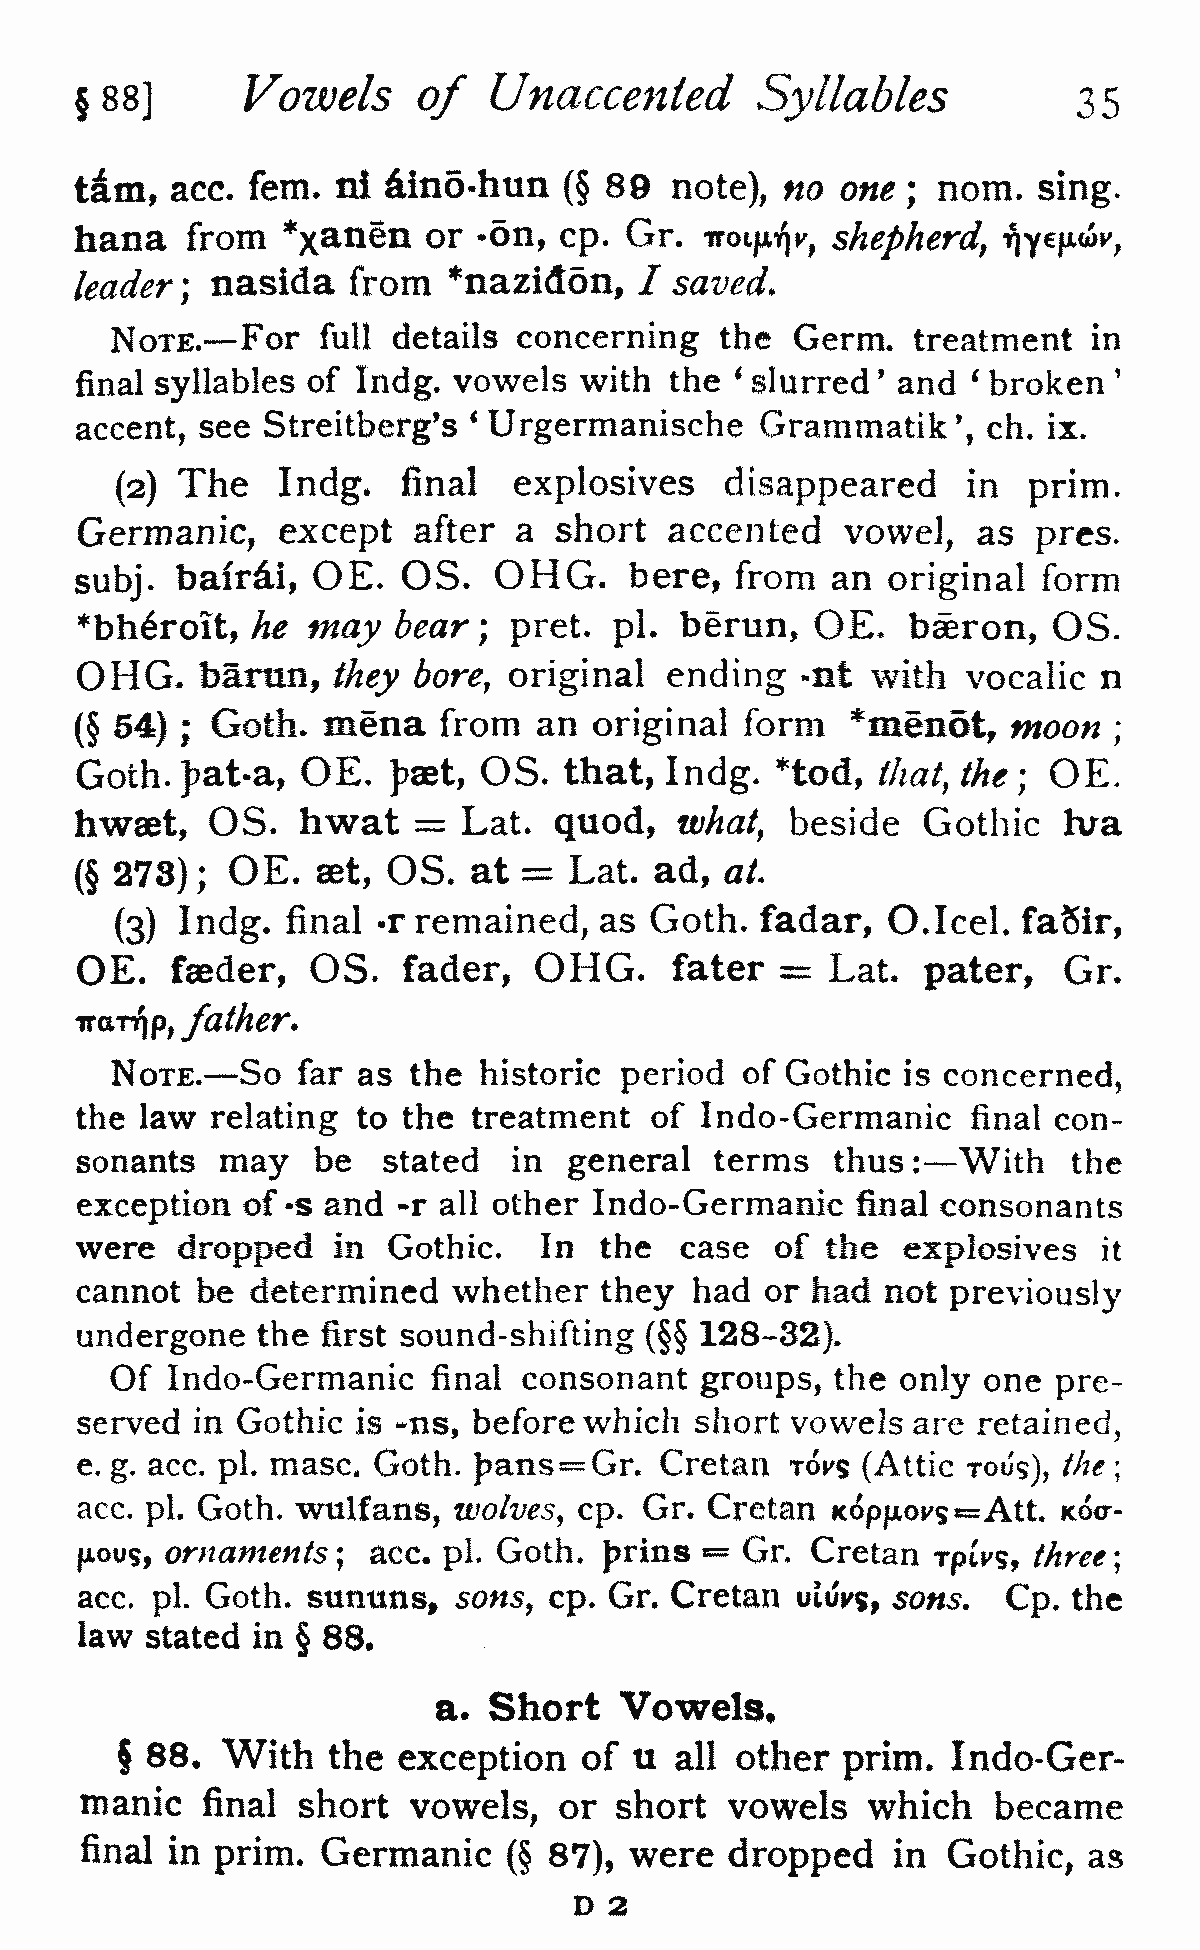 § 88] Vowels of Unaccented Syllables 35
tám, acc. fem. ni áinō-hun (§ 89 note), no one ; nom. sing.
hana from *χanēn or -ōn, cp. Gr. ποιμήν, shepherd, ἡγεμών,
leader ; nasida from *naziđōn, I saved.
NOTE.—For full details concerning the Germ. treatment in
final syllables of Indg. vowels with the ‘ slurred ’ and ‘ broken ’
accent, see Streitberg’s ‘ Urgermanische Grammatik ’, ch. ix.
(2) The Indg. final explosives disappeared in prim.
Germanic, except after a short accented vowel, as pres.
subj. baírái, OE. OS. OHG. bere, from an original form
*bhéroĩt, he may bear ; pret. pl. bērun, OE. bǣron, OS.
OHG. bārun, they bore, original ending -nt with vocalic n
(§ 54) ; Goth. mēna from an original form *mēnōt, moon ;
Goth. þat-a, OE. þæt, OS. that, Indg. *tod, that, the ; OE.
hwæt, OS. hwat = Lat. quod, what, beside Gothic ƕa
(§ 273) ; OE. æt, OS. at = Lat. ad, at.
(3) Indg. final -r remained, as Goth. fadar, O.Icel. faðir,
OE. fæder, OS. fader, OHG. fater = Lat. pater, Gr.
πατήρ, father.
NOTE.—So far as the historic period of Gothic is concerned,
the law relating to the treatment of Indo-Germanic final con-
sonants may be stated in general terms thus :—With the
exception of -s and -r all other Indo-Germanic final consonants
were dropped in Gothic. In the case of the explosives it
cannot be determined whether they had or had not previously
undergone the first sound-shifting (§§ 128-32).
Of Indo-Germanic final consonant groups, the only one pre-
served in Gothic is -ns, before which short vowels are retained,
e. g. acc. pl. masc. Goth. þans=Gr. Cretan τόνς (Attic τούς), the ;
acc. pl. Goth. wulfans, wolves, cp. Gr. Cretan κόρμονς=Att. κόσ-
μους, ornaments ; acc. pl. Goth. þrins = Gr. Cretan τρίνς, three ;
acc. pl. Goth. sununs, sons, cp. Gr. Cretan υἱύνς, sons. Cp. the
law stated in § 88.
a. Short Vowels.
§ 88. With the exception of u all other prim. Indo-Ger-
manic final short vowels, or short vowels which became
final in prim. Germanic (§ 87), were dropped in Gothic, as
D 2